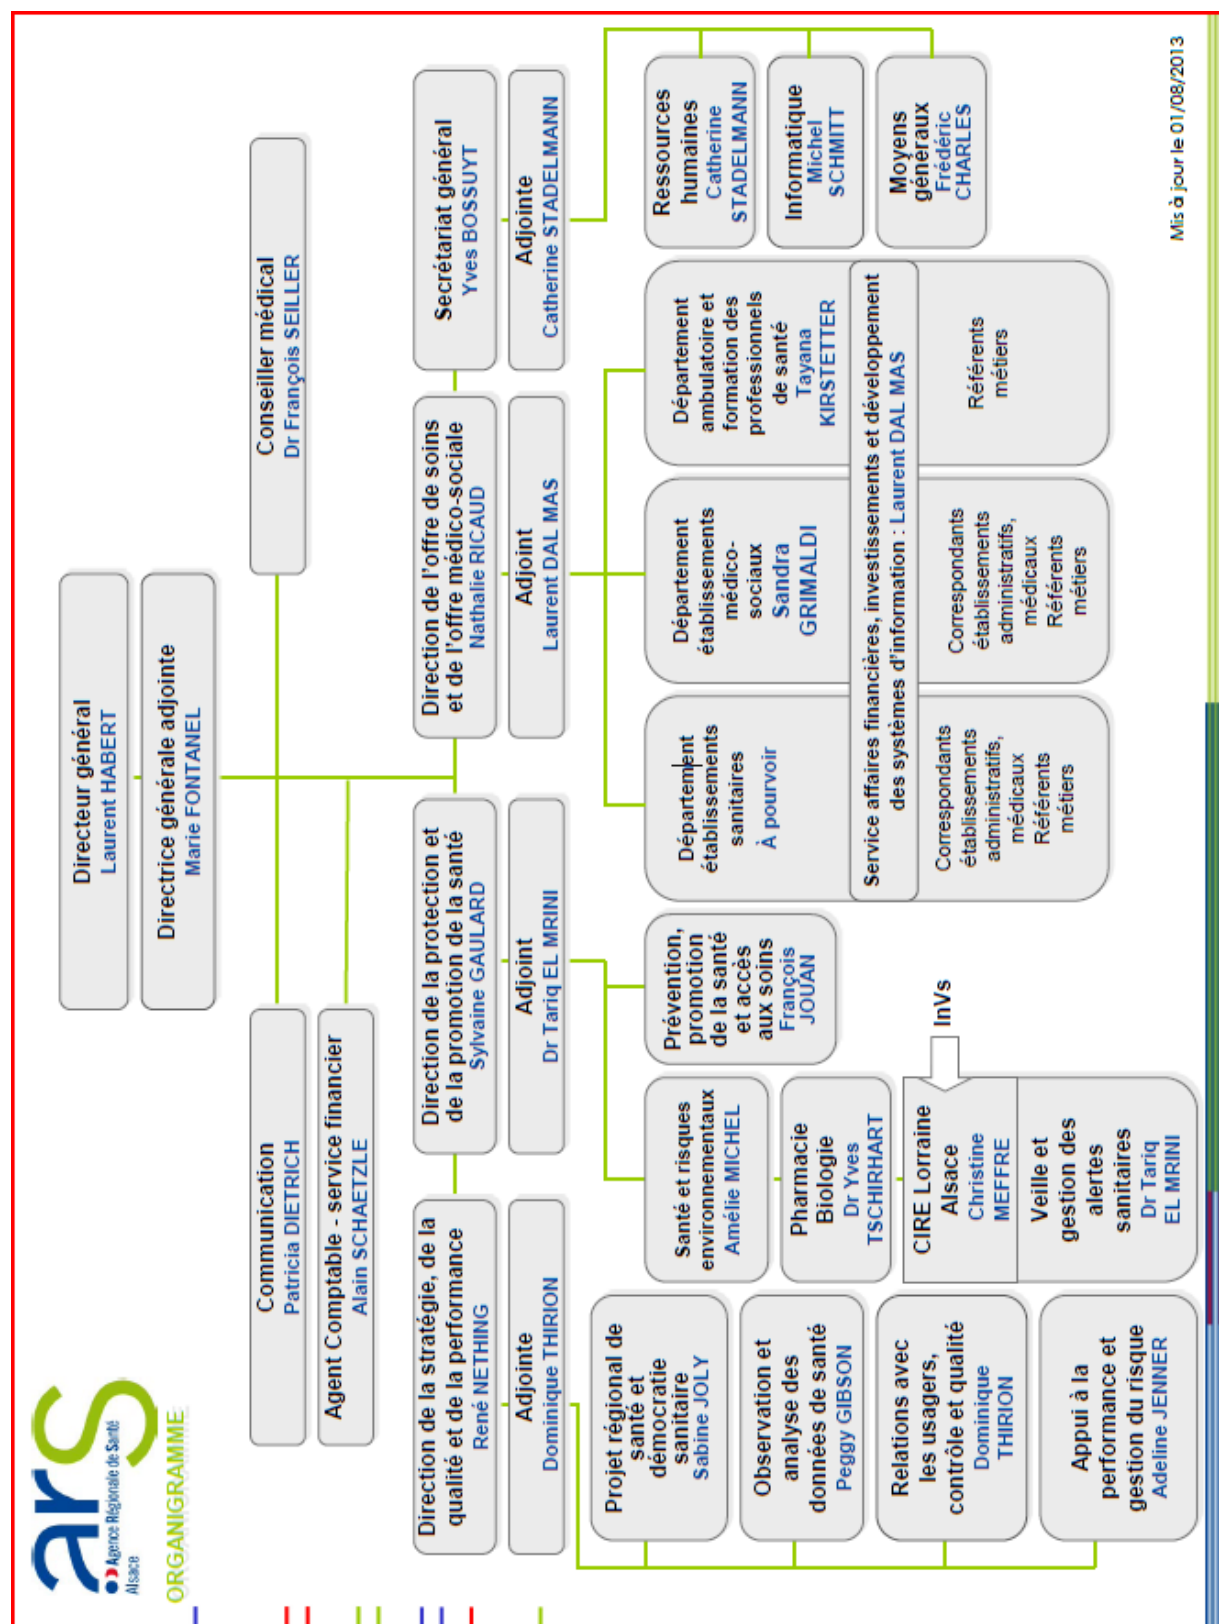 ars
Agence Régionale de Santé
Alsace
ORGANIGRAMME
Directeur général
Laurent HABERT
Directrice générale adjointe
Marie FONTANEL
Communication
Patricia DIETRICH
Conseiller médical
Dr François SEILLER
Agent Comptable - service financier
Alain SCHAETZLE
Direction de la stratégie, de la
qualité et de la performance
René NETHING
Adjointe
Dominique THIRION
Direction de la protection et
de la promotion de la santé
Sylvaine GAULARD
Adjoint
Dr Tariq EL MRINI
Direction de l'offre de soins
et de l'offre médico-sociale
Nathalie RICAUD
Adjoint
Laurent DAL MAS
Secrétariat général
Yves BOSSUYT
Adjointe
Catherine STADELMANN
Projet régional de
santé et
démocratie
sanitaire
Sabine JOLY
Observation et
analyse des
données de santé
Peggy GIBSON
Relations avec
les usagers,
contrôle et qualité
Dominique
THIRION
Appui à la
performance et
gestion du risque
Adeline JENNER
Santé et risques
environnementaux
Amélie MICHEL
Pharmacie
Biologie
Dr Yves
TSCHIRHART
CIRE Lorraine
Alsace
Christine
MEFFRE
InVs
Veille et
gestion des
alertes
sanitaires
Dr Tariq
EL MRINI
Prévention,
promotion
de la santé
et accès
aux soins
François
JOUAN
Département
établissements
sanitaires
À pourvoir
Département
établissements
médico-
sociaux
Sandra
GRIMALDI
Département
ambulatoire et
formation des
professionnels
de santé
Tayana
KIRSTETTER
Service affaires financières, investissements et développement
des systèmes d'information : Laurent DAL MAS
Correspondants
établissements
administratifs,
médicaux
Référents
métiers
Correspondants
établissements
administratifs,
médicaux
Référents
métiers
Référents
métiers
Ressources
humaines
Catherine
STADELMANN
Informatique
Michel
SCHMITT
Moyens
généraux
Frédéric
CHARLES
Mis à jour le 01/08/2013